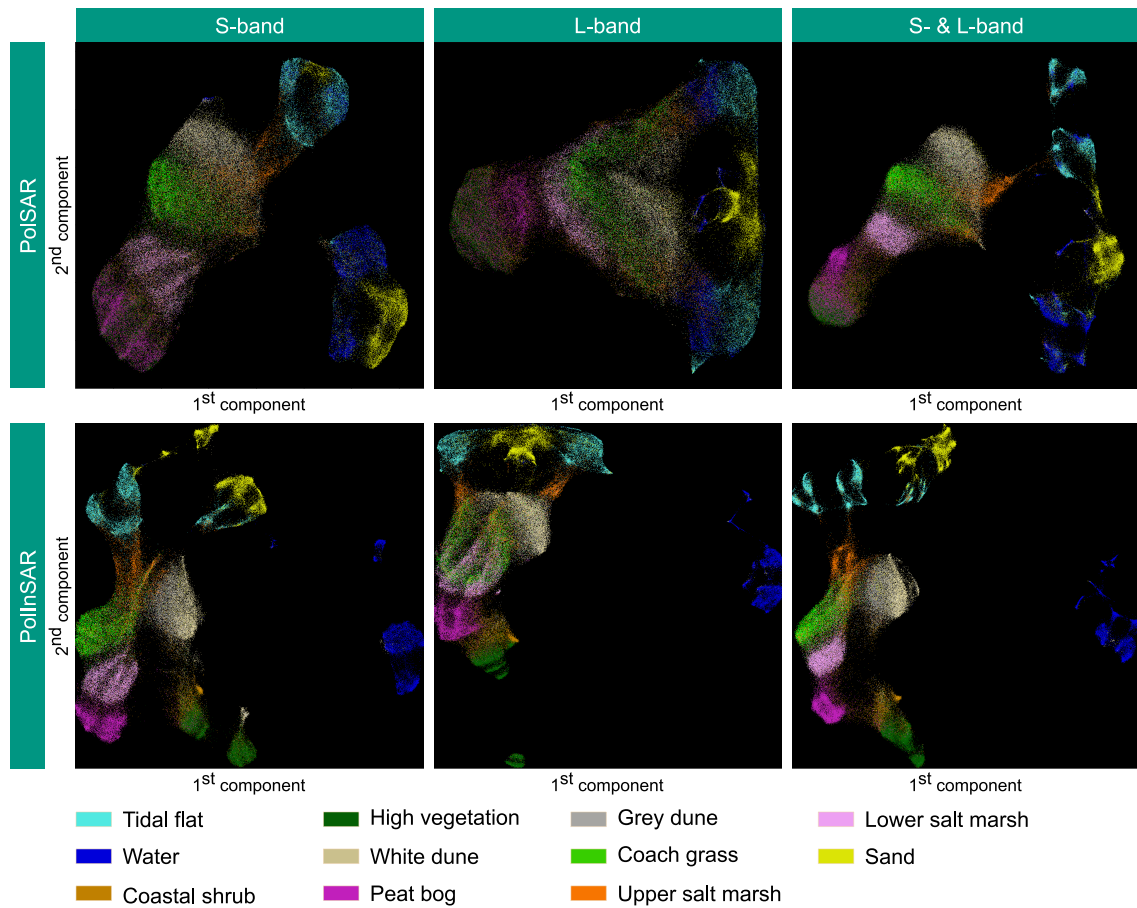 S-band
L-band
S- & L-band
PolSAR
2nd component
1st component
1st component
1st component
PolInSAR
2nd component
1st component
1st component
1st component
Tidal flat
High vegetation
Grey dune
Lower salt marsh
Water
White dune
Coach grass
Sand
Coastal shrub
Peat bog
Upper salt marsh